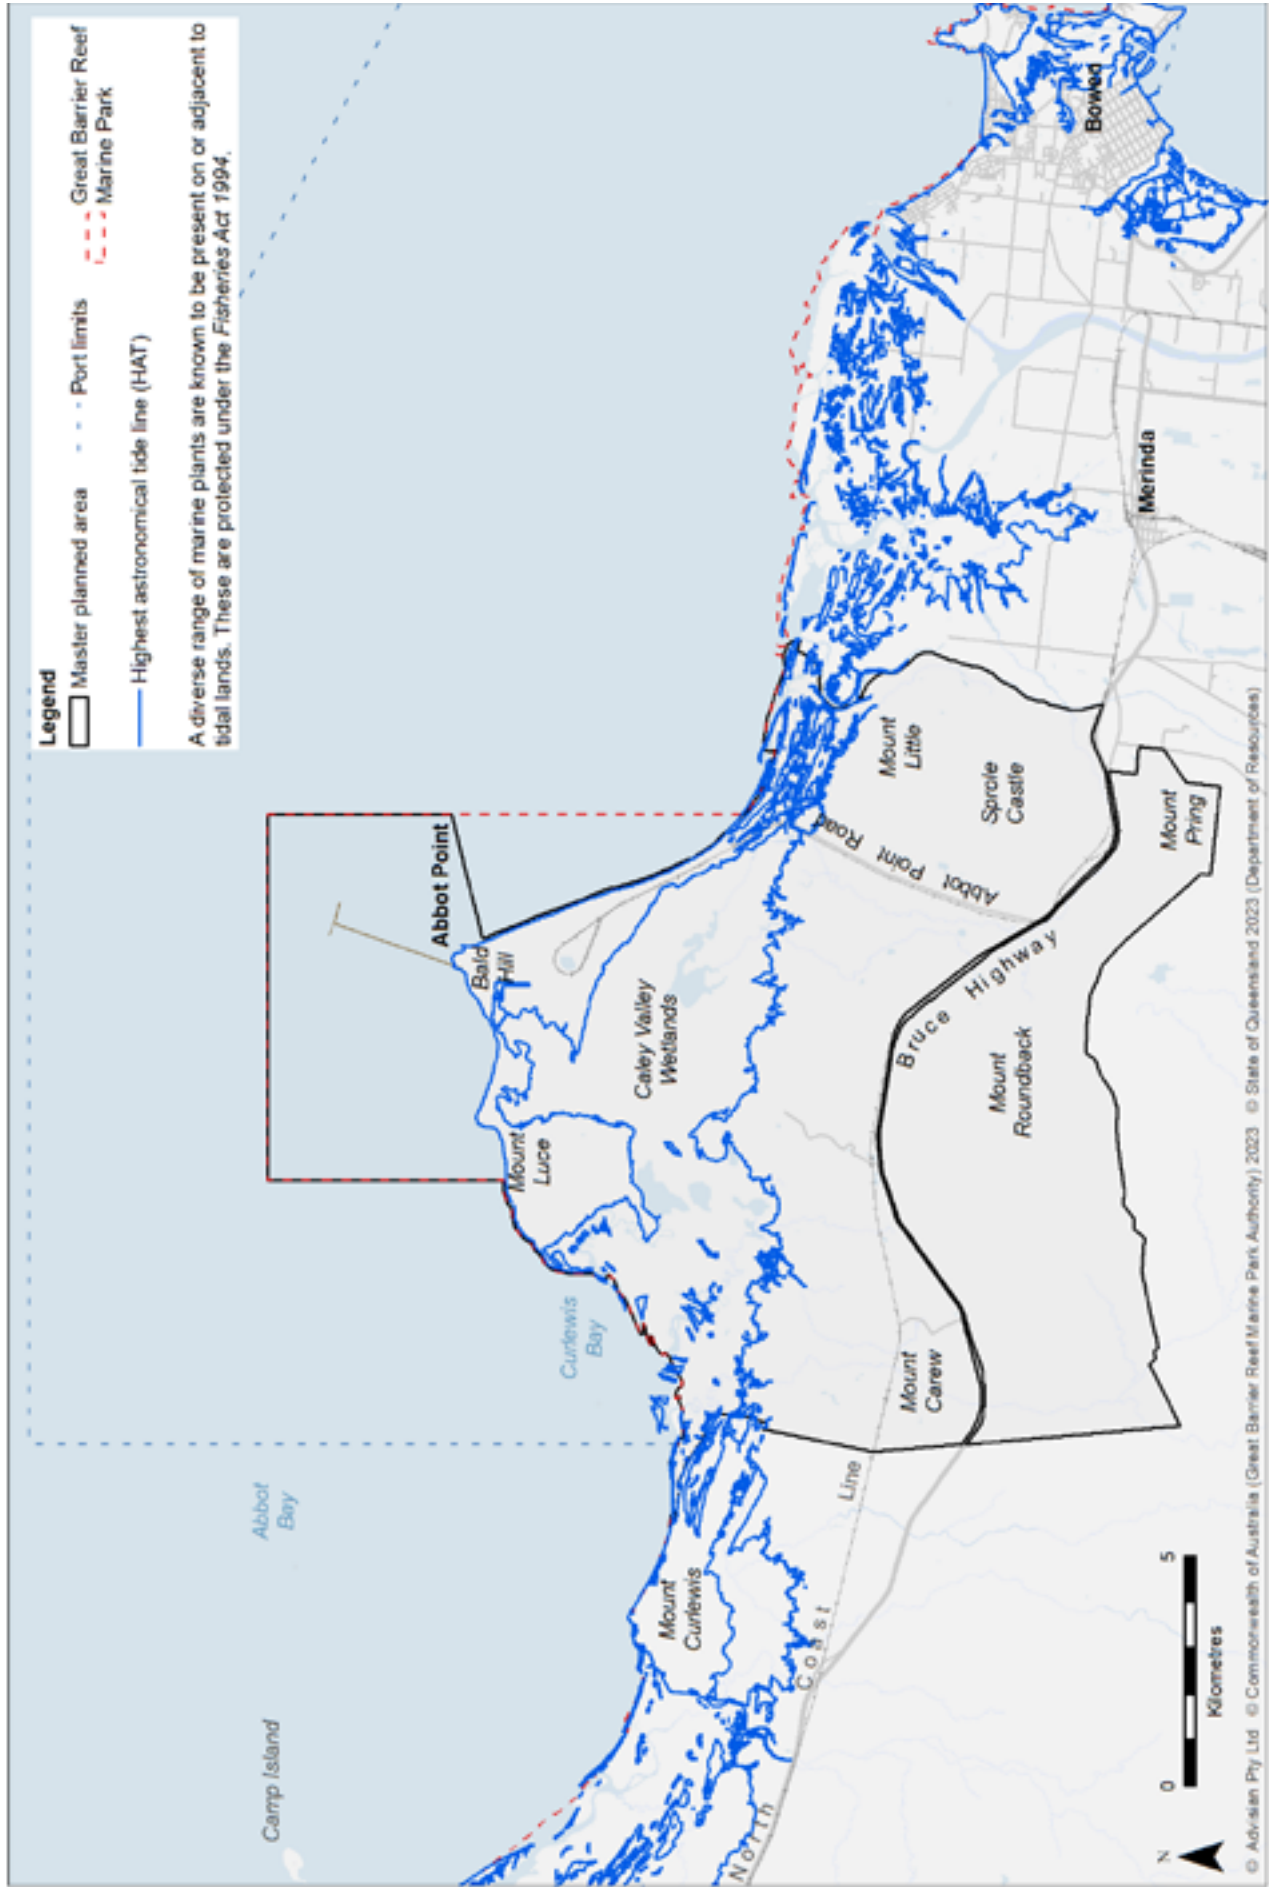 Legend
Master planned area
Port limits
Great Barrier Reef
Marine Park
Highest astronomical tide line (HAT)
A diverse range of marine plants are known to be present on or adjacent to
tidal lands. These are protected under the Fisheries Act 1994.
Camp Island
Abbot
Bay
Curlewis
Bay
Abbot Point
Bald
Hill
Mount
Luce
Caley Valley
Wetlands
Mount
Curlewis
Mount
Carew
Mount
Roundback
Mount
Little
Sprole
Castle
Mount
Pring
Abbot Point Road
Bruce Highway
North Coast Line
Merinda
Bowen
N
0 5
Kilometres
© Advisian Pty Ltd © Commonwealth of Australia (Great Barrier Reef Marine Park Authority) 2023 © State of Queensland 2023 (Department of Resources)